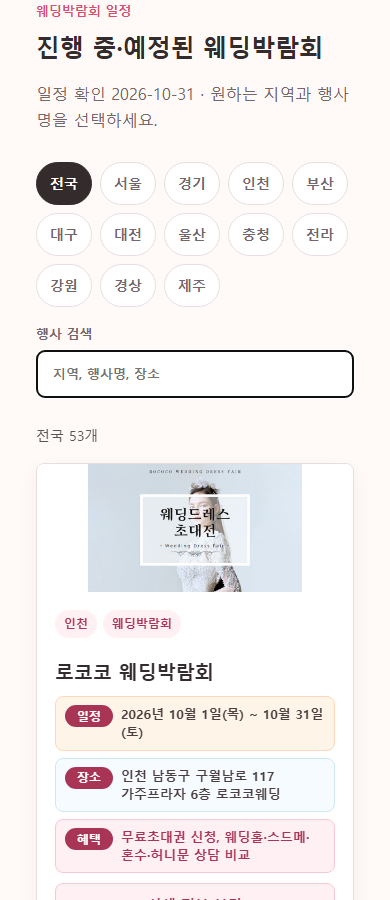 웨딩박람회 일정
진행 중·예정된 웨딩박람회
일정 확인 2026-10-31 · 원하는 지역과 행사
명을 선택하세요.
전국 서울 경기 인천 부산
대구 대전 울산 충청 전라
강원 경상 제주
행사 검색
지역, 행사명, 장소
전국 53개
ROCOCO WEDDING DRESS FAIR
웨딩드레스
초대전
- Wedding Dress Fair -
인천 웨딩박람회
로코코 웨딩박람회
일정 2026년 10월 1일(목) ~ 10월 31일
(토)
장소 인천 남동구 구월남로 117
가주프라자 6층 로코코웨딩
혜택 무료초대권 신청, 웨딩홀·스드메·
혼수·허니문 상담 비교